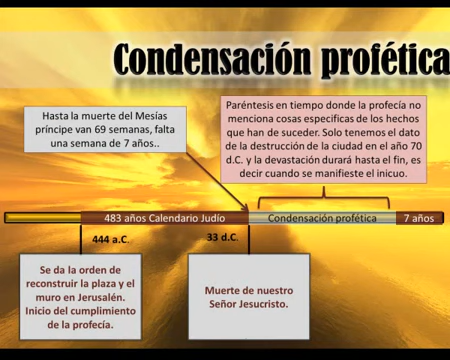 Condensación profética
Hasta la muerte del Mesías
príncipe van 69 semanas, falta
una semana de 7 años..
Paréntesis en tiempo donde la profecía no
menciona cosas especificas de los hechos
que han de suceder. Solo tenemos el dato
de la destrucción de la ciudad en el año 70
d.C. y la devastación durará hasta el fin, es
decir cuando se manifieste el inicuo.
483 años Calendario Judío
Condensación profética
7 años
444 a.C.
33 d.C.
Se da la orden de
reconstruir la plaza y el
muro en Jerusalén.
Inicio del cumplimiento
de la profecía.
Muerte de nuestro
Señor Jesucristo.